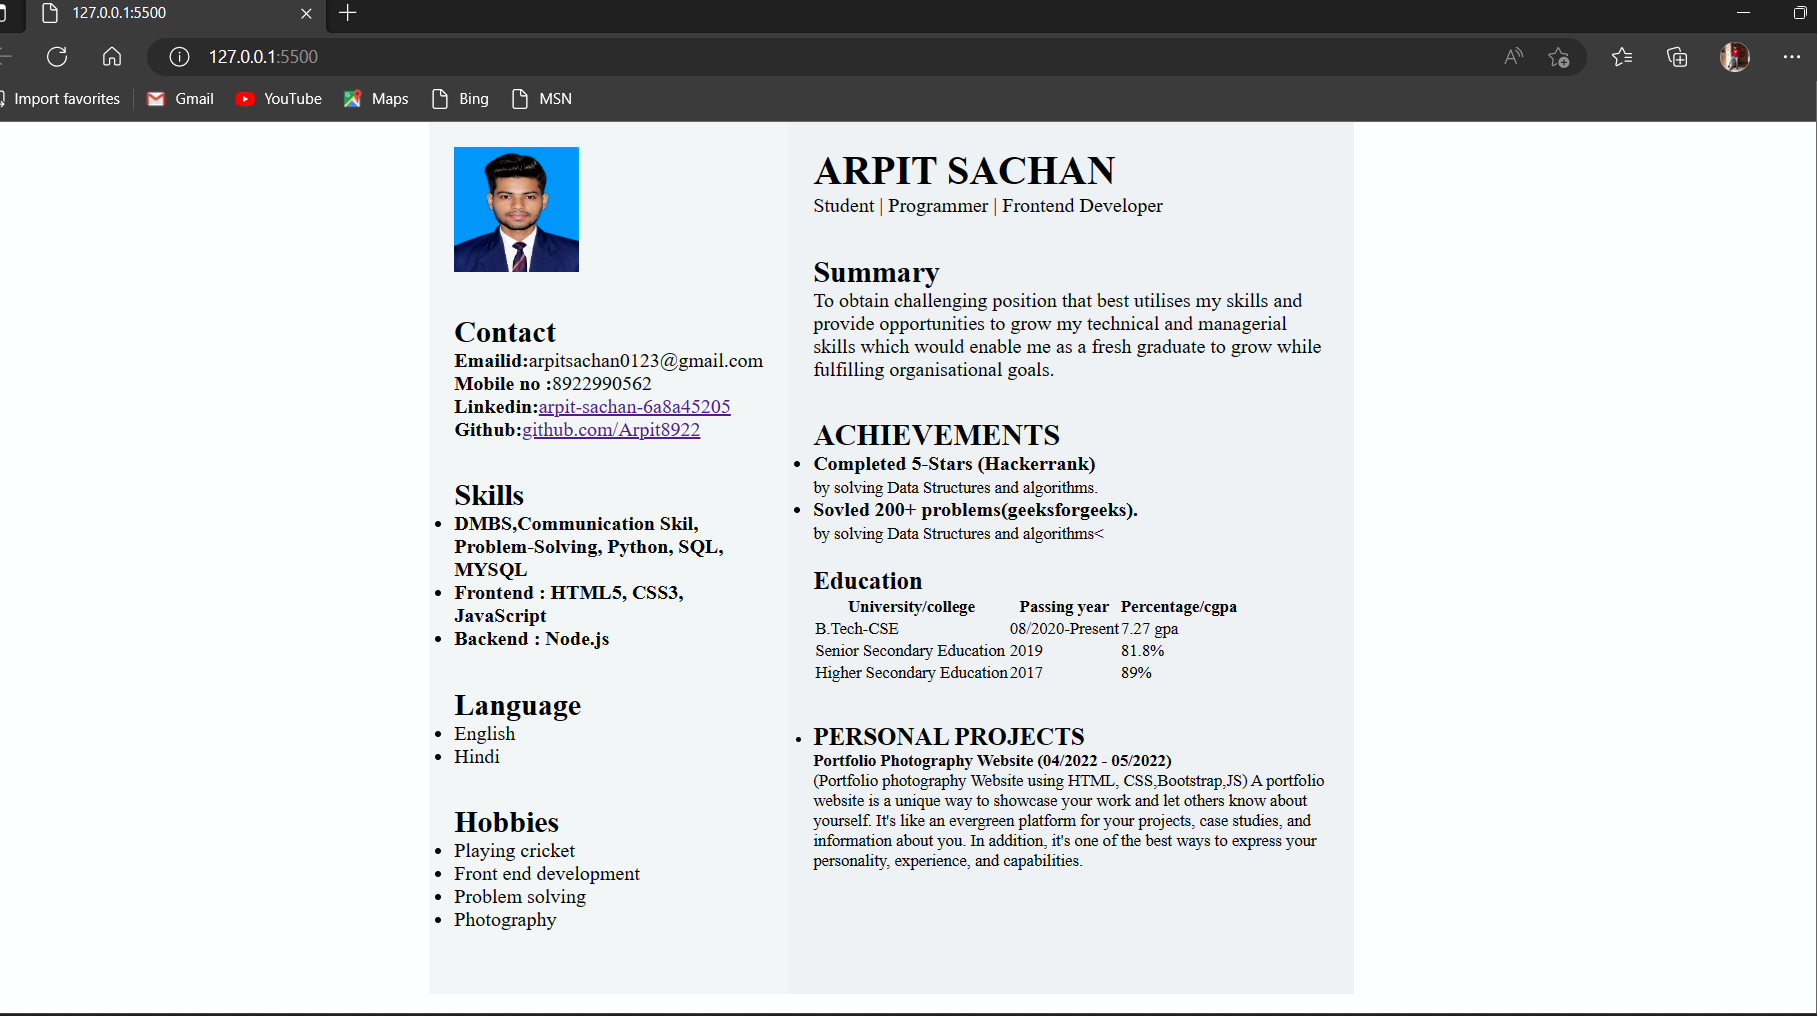 127.0.0.1:5500
127.0.0.1:5500
Import favorites Gmail YouTube Maps Bing MSN
Contact
Emailid:arpitsachan0123@gmail.com
Mobile no :8922990562
Linkedin:arpit-sachan-6a8a45205
Github:github.com/Arpit8922
Skills
DMBS,Communication Skil,
Problem-Solving, Python, SQL,
MYSQL
Frontend : HTML5, CSS3,
JavaScript
Backend : Node.js
Language
English
Hindi
Hobbies
Playing cricket
Front end development
Problem solving
Photography
ARPIT SACHAN
Student | Programmer | Frontend Developer
Summary
To obtain challenging position that best utilises my skills and
provide opportunities to grow my technical and managerial
skills which would enable me as a fresh graduate to grow while
fulfilling organisational goals.
ACHIEVEMENTS
Completed 5-Stars (Hackerrank)
by solving Data Structures and algorithms.
Sovled 200+ problems(geeksforgeeks).
by solving Data Structures and algorithms<
Education
University/college Passing year Percentage/cgpa
B.Tech-CSE 08/2020-Present 7.27 gpa
Senior Secondary Education 2019 81.8%
Higher Secondary Education 2017 89%
PERSONAL PROJECTS
Portfolio Photography Website (04/2022 - 05/2022)
(Portfolio photography Website using HTML, CSS,Bootstrap,JS) A portfolio
website is a unique way to showcase your work and let others know about
yourself. It's like an evergreen platform for your projects, case studies, and
information about you. In addition, it's one of the best ways to express your
personality, experience, and capabilities.